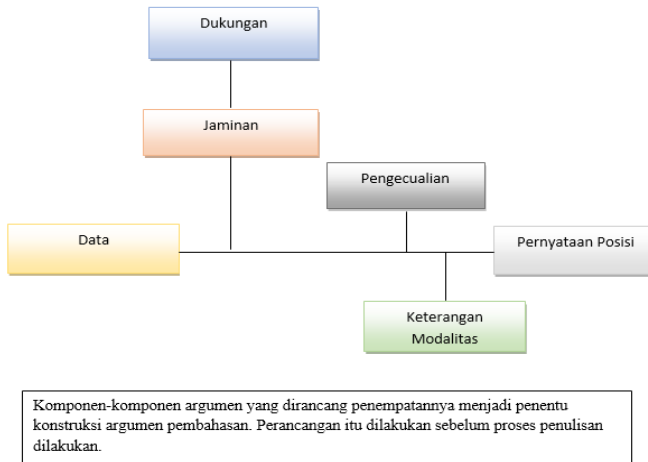 Dukungan
Jaminan
Pengecualian
Data
Pernyataan Posisi
Keterangan
Modalitas
Komponen-komponen argumen yang dirancang penempatannya menjadi penentu
konstruksi argumen pembahasan. Perancangan itu dilakukan sebelum proses penulisan
dilakukan.